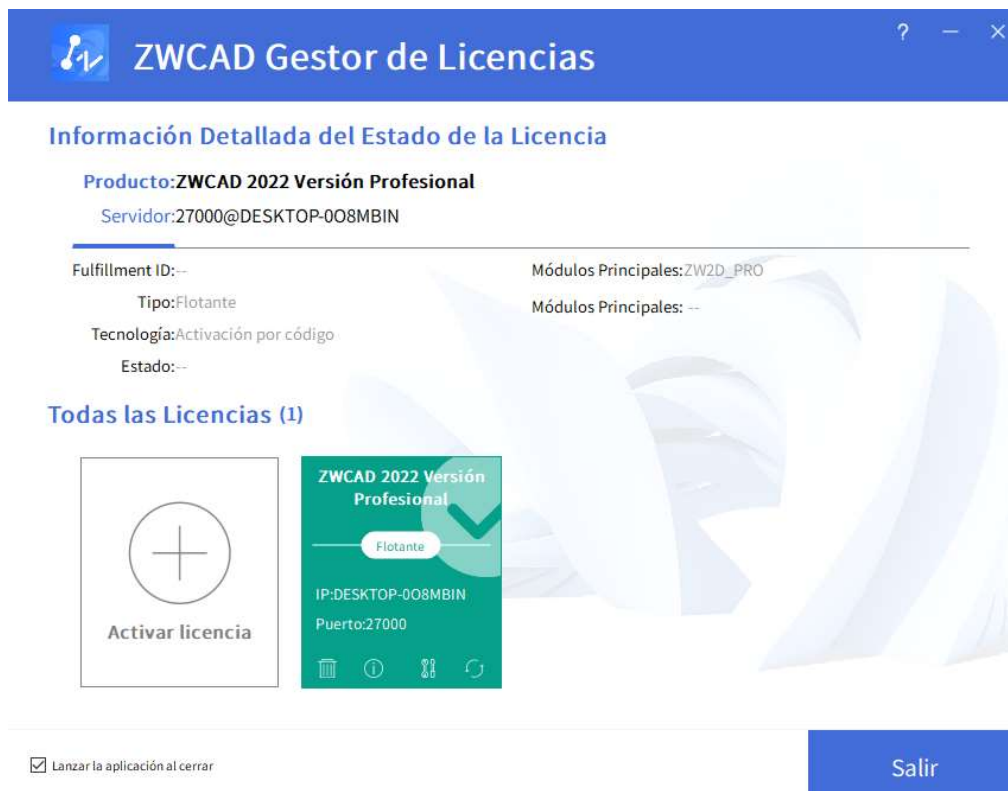 ZWCAD Gestor de Licencias
Información Detallada del Estado de la Licencia
Producto:ZWCAD 2022 Versión Profesional
Servidor:27000@DESKTOP-0O8MBIN
Fulfillment ID:--
Módulos Principales:ZW2D_PRO
Tipo:Flotante
Módulos Principales: --
Tecnología:Activación por código
Estado:--
Todas las Licencias (1)
Activar licencia
ZWCAD 2022 Versión
Profesional
Flotante
IP:DESKTOP-0O8MBIN
Puerto:27000
Lanzar la aplicación al cerrar
Salir